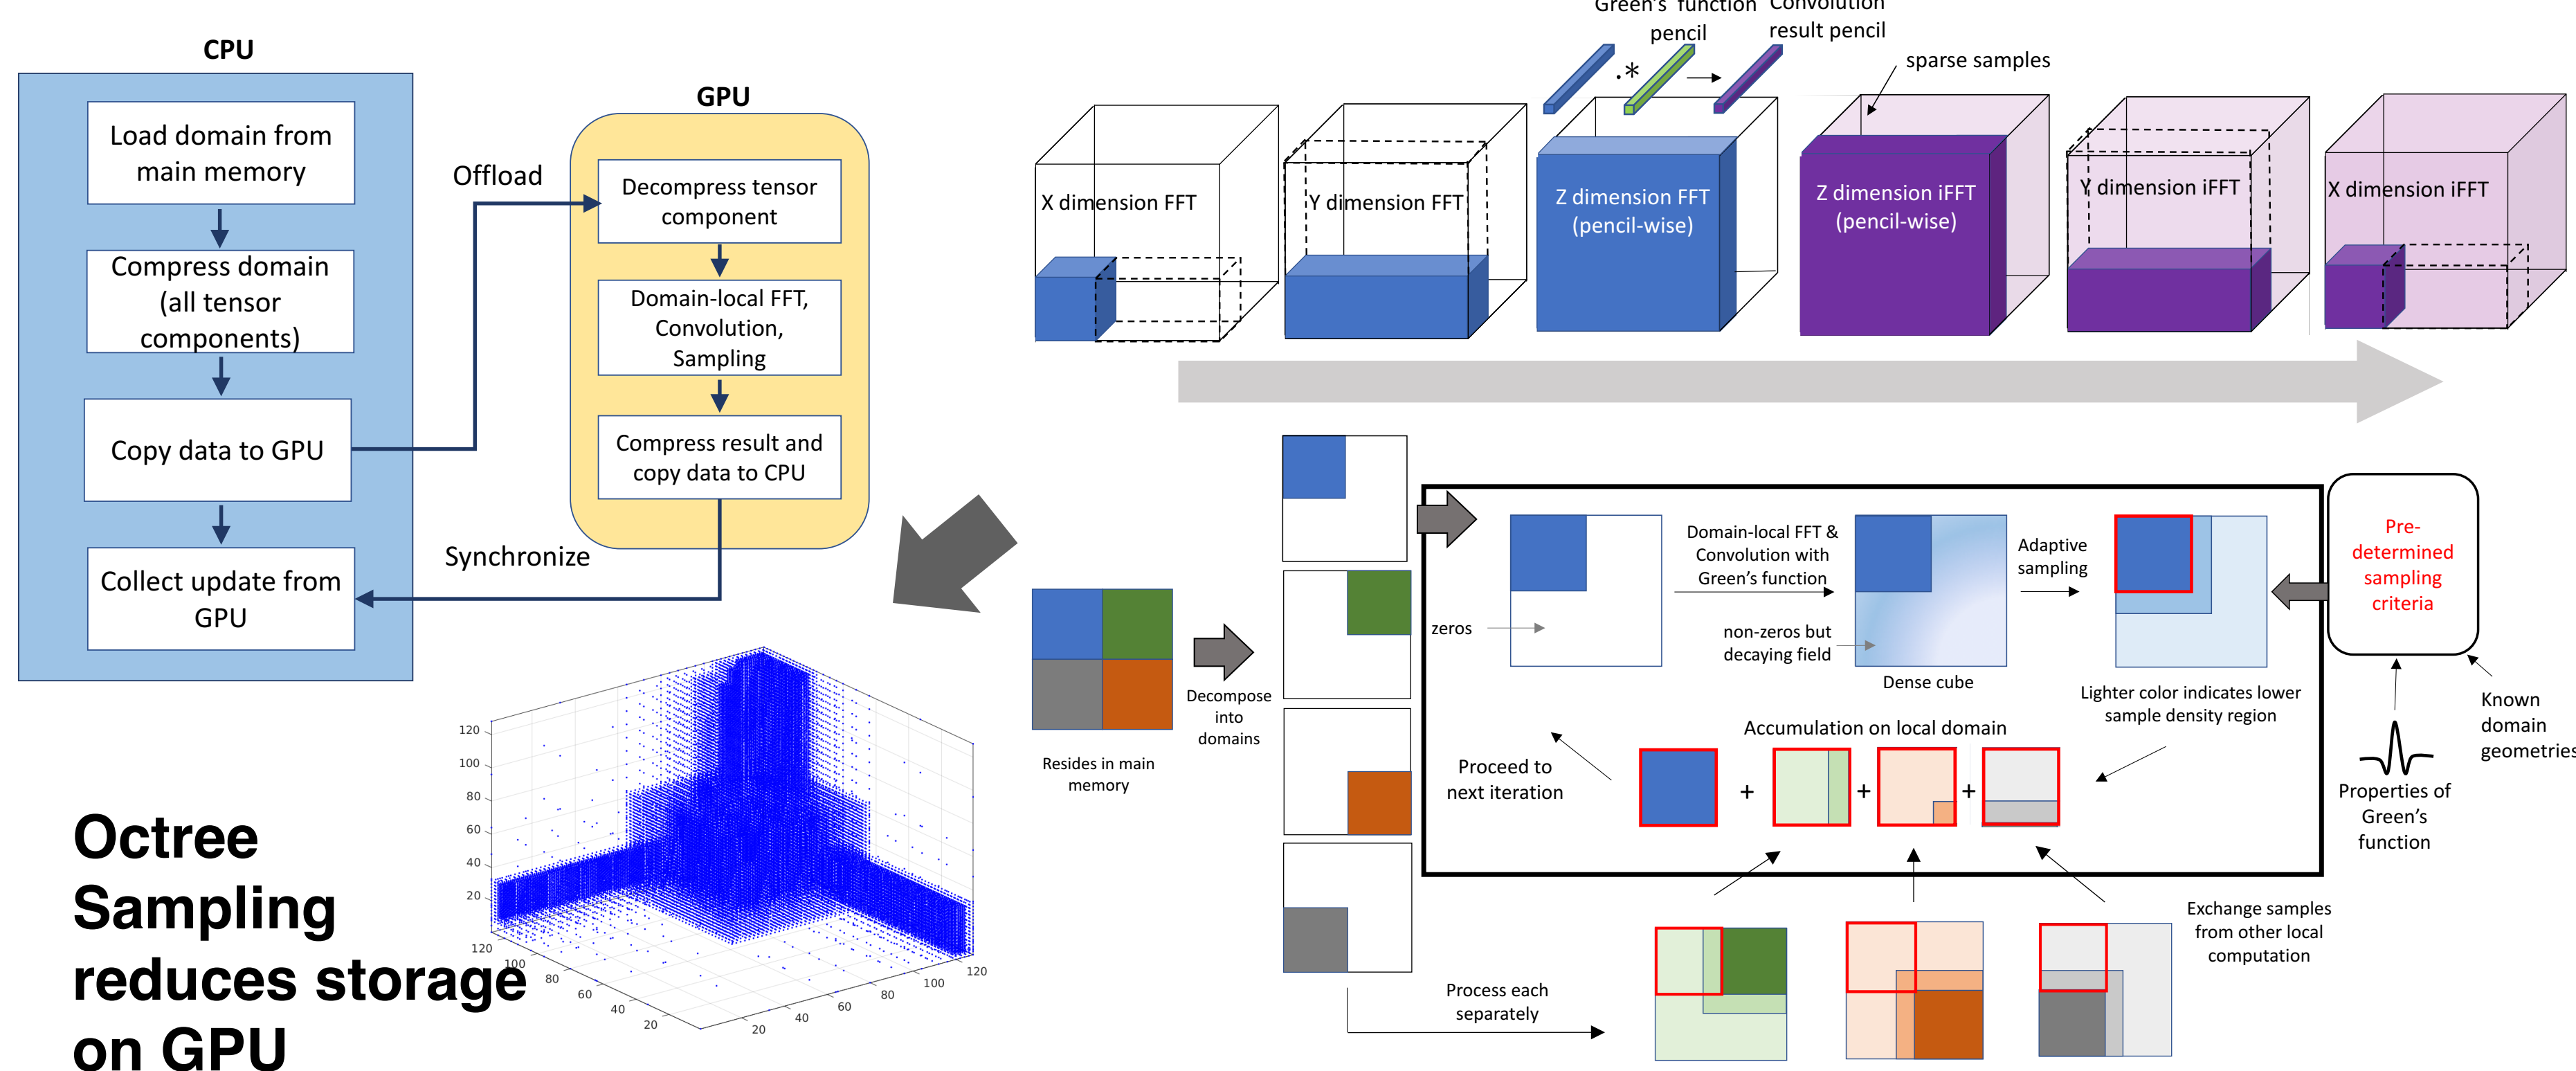 CPU
Load domain from
main memory
Compress domain
(all tensor
components)
Copy data to GPU
Collect update from
GPU
Offload
Synchronize
GPU
Decompress tensor
component
Domain-local FFT,
Convolution,
Sampling
Compress result and
copy data to CPU
Green's function
pencil
Convolution
result pencil
.*
sparse samples
X dimension FFT
Y dimension FFT
Z dimension FFT
(pencil-wise)
Z dimension iFFT
(pencil-wise)
Y dimension iFFT
X dimension iFFT
Octree
Sampling
reduces storage
on GPU
120
100
80
60
40
20
120
100
80
60
40
20
20
40
60
80
100
120
Resides in main
memory
Decompose
into
domains
zeros
Domain-local FFT &
Convolution with
Green's function
non-zeros but
decaying field
Dense cube
Adaptive
sampling
Lighter color indicates lower
sample density region
Pre-
determined
sampling
criteria
Known
domain
geometries
Properties of
Green's
function
Accumulation on local domain
Proceed to
next iteration
+
+
+
Exchange samples
from other local
computation
Process each
separately